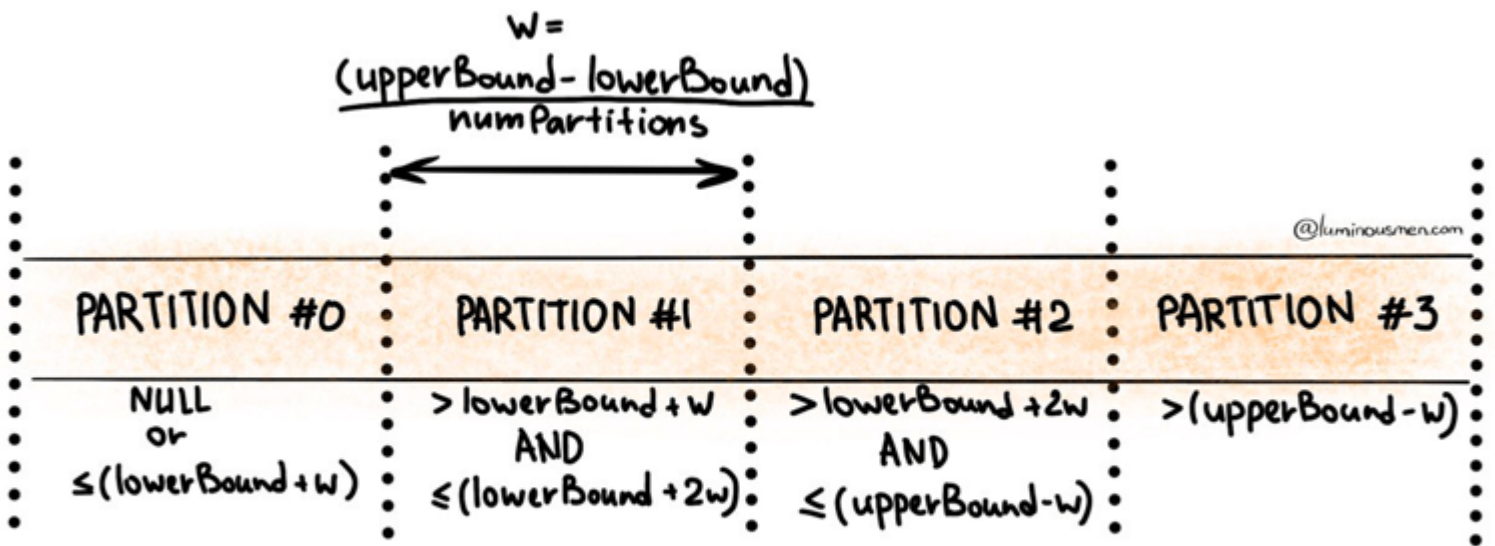 W =
(upperBound - lowerBound)
numPartitions
@luminousmen.com
PARTITION #0
PARTITION #1
PARTITION #2
PARTITION #3
NULL
or
≤(lowerBound + w)
>lowerBound + w
AND
≤(lowerBound + 2w)
>lowerBound + 2w
AND
≤(upperBound - w)
>(upperBound - w)